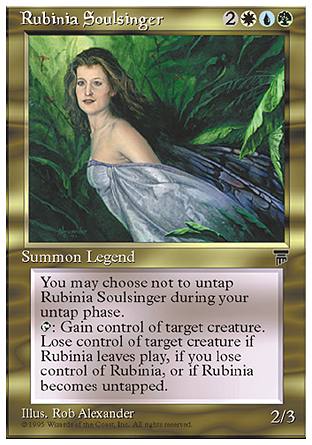 Rubinia Soulsinger 2
Summon Legend
You may choose not to untap
Rubinia Soulsinger during your
untap phase.
: Gain control of target creature.
Lose control of target creature if
Rubinia leaves play, if you lose
control of Rubinia, or if Rubinia
becomes untapped.
Illus. Rob Alexander
©1995 Wizards of the Coast, Inc. All rights reserved.
2/3